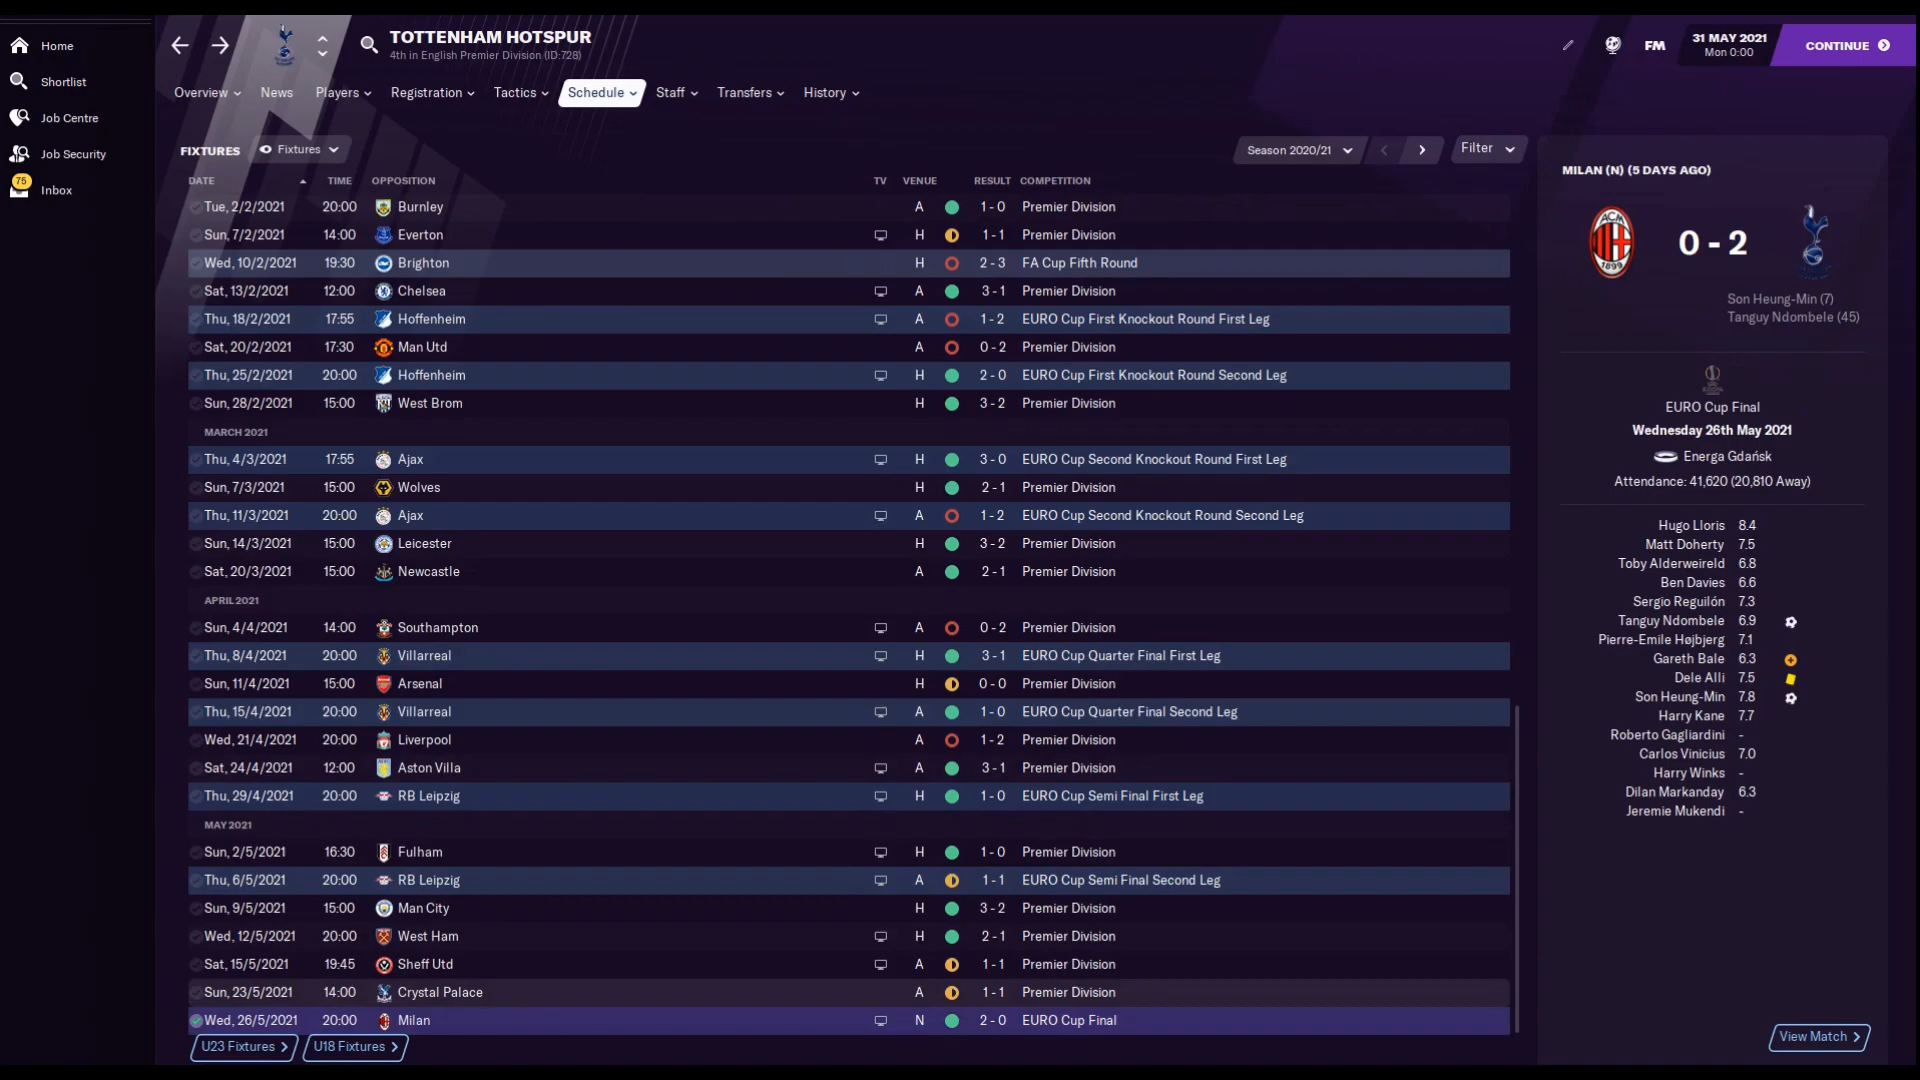 Home
Shortlist
Job Centre
Job Security
75
Inbox
TOTTENHAM HOTSPUR
4th in English Premier Division (ID:728)
FM
31 MAY 2021
Mon 0:00
CONTINUE
Overview News Players Registration Tactics Schedule Staff Transfers History
FIXTURES Fixtures Season 2020/21 Filter
DATE TIME OPPOSITION TV VENUE RESULT COMPETITION
Tue, 2/2/2021 20:00 Burnley A 1 - 0 Premier Division
Sun, 7/2/2021 14:00 Everton H 1 - 1 Premier Division
Wed, 10/2/2021 19:30 Brighton H 2 - 3 FA Cup Fifth Round
Sat, 13/2/2021 12:00 Chelsea A 3 - 1 Premier Division
Thu, 18/2/2021 17:55 Hoffenheim A 1 - 2 EURO Cup First Knockout Round First Leg
Sat, 20/2/2021 17:30 Man Utd A 0 - 2 Premier Division
Thu, 25/2/2021 20:00 Hoffenheim H 2 - 0 EURO Cup First Knockout Round Second Leg
Sun, 28/2/2021 15:00 West Brom H 3 - 2 Premier Division
MARCH 2021
Thu, 4/3/2021 17:55 Ajax H 3 - 0 EURO Cup Second Knockout Round First Leg
Sun, 7/3/2021 15:00 Wolves H 2 - 1 Premier Division
Thu, 11/3/2021 20:00 Ajax A 1 - 2 EURO Cup Second Knockout Round Second Leg
Sun, 14/3/2021 15:00 Leicester H 3 - 2 Premier Division
Sat, 20/3/2021 15:00 Newcastle A 2 - 1 Premier Division
APRIL 2021
Sun, 4/4/2021 14:00 Southampton A 0 - 2 Premier Division
Thu, 8/4/2021 20:00 Villarreal H 3 - 1 EURO Cup Quarter Final First Leg
Sun, 11/4/2021 15:00 Arsenal H 0 - 0 Premier Division
Thu, 15/4/2021 20:00 Villarreal A 1 - 0 EURO Cup Quarter Final Second Leg
Wed, 21/4/2021 20:00 Liverpool A 1 - 2 Premier Division
Sat, 24/4/2021 12:00 Aston Villa A 3 - 1 Premier Division
Thu, 29/4/2021 20:00 RB Leipzig H 1 - 0 EURO Cup Semi Final First Leg
MAY 2021
Sun, 2/5/2021 16:30 Fulham H 1 - 0 Premier Division
Thu, 6/5/2021 20:00 RB Leipzig A 1 - 1 EURO Cup Semi Final Second Leg
Sun, 9/5/2021 15:00 Man City H 3 - 2 Premier Division
Wed, 12/5/2021 20:00 West Ham H 2 - 1 Premier Division
Sat, 15/5/2021 19:45 Sheff Utd A 1 - 1 Premier Division
Sun, 23/5/2021 14:00 Crystal Palace A 1 - 1 Premier Division
Wed, 26/5/2021 20:00 Milan N 2 - 0 EURO Cup Final
U23 Fixtures U18 Fixtures
MILAN (N) (5 DAYS AGO)
ACM
1899
0 - 2
Son Heung-Min (7)
Tanguy Ndombele (45)
EURO Cup Final
Wednesday 26th May 2021
Energa Gdańsk
Attendance: 41,620 (20,810 Away)
Hugo Lloris 8.4
Matt Doherty 7.5
Toby Alderweireld 6.8
Ben Davies 6.6
Sergio Reguilón 7.3
Tanguy Ndombele 6.9
Pierre-Emile Højbjerg 7.1
Gareth Bale 6.3
Dele Alli 7.5
Son Heung-Min 7.8
Harry Kane 7.7
Roberto Gagliardini -
Carlos Vinicius 7.0
Harry Winks -
Dilan Markanday 6.3
Jeremie Mukendi -
View Match